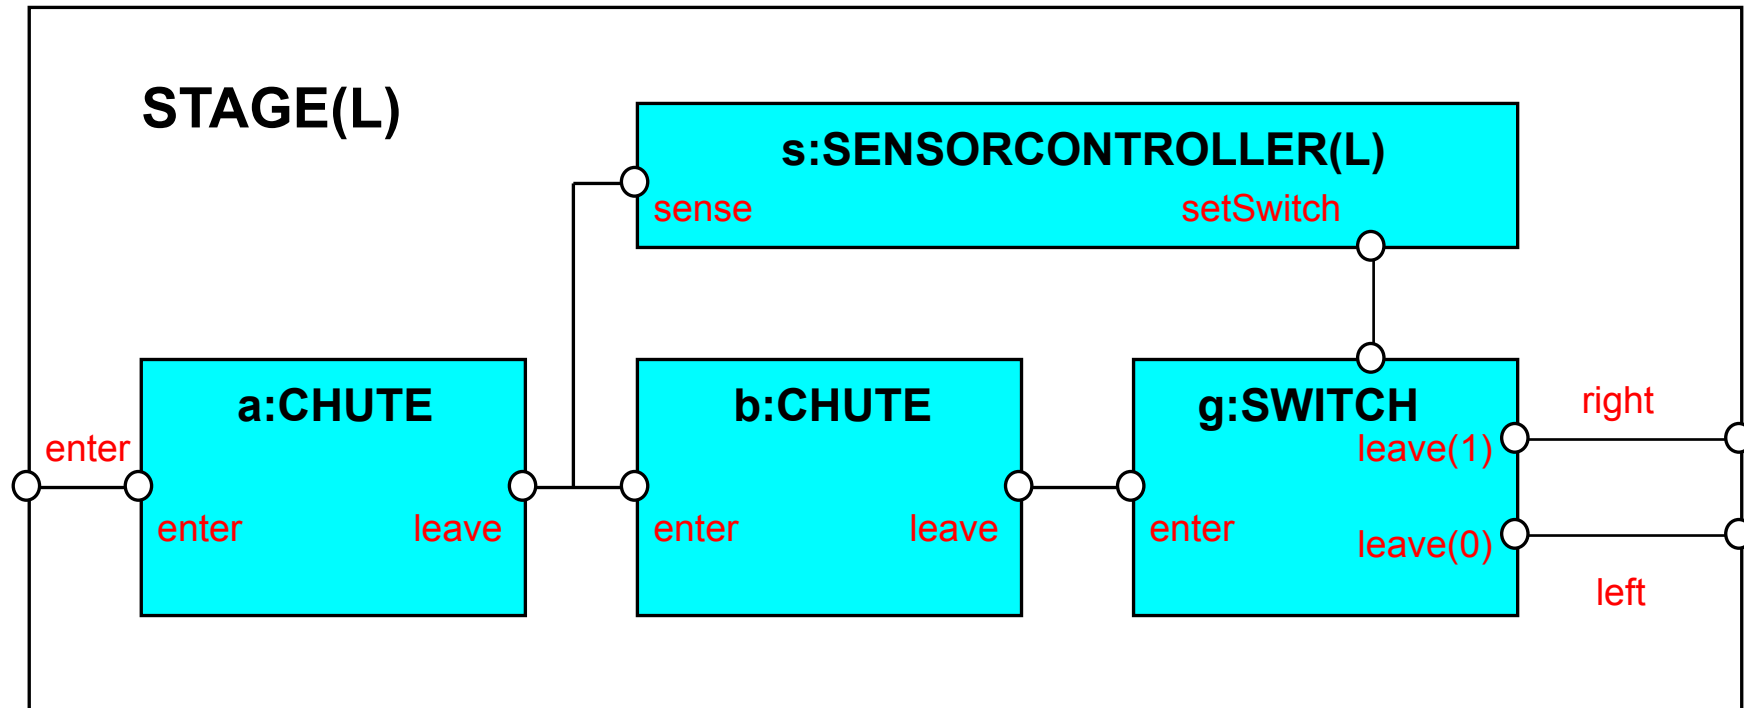 STAGE(L)
s:SENSORCONTROLLER(L)
sense
setSwitch
a:CHUTE
b:CHUTE
g:SWITCH
right
enter
leave(1)
enter
leave
enter
leave
enter
leave(0)
left